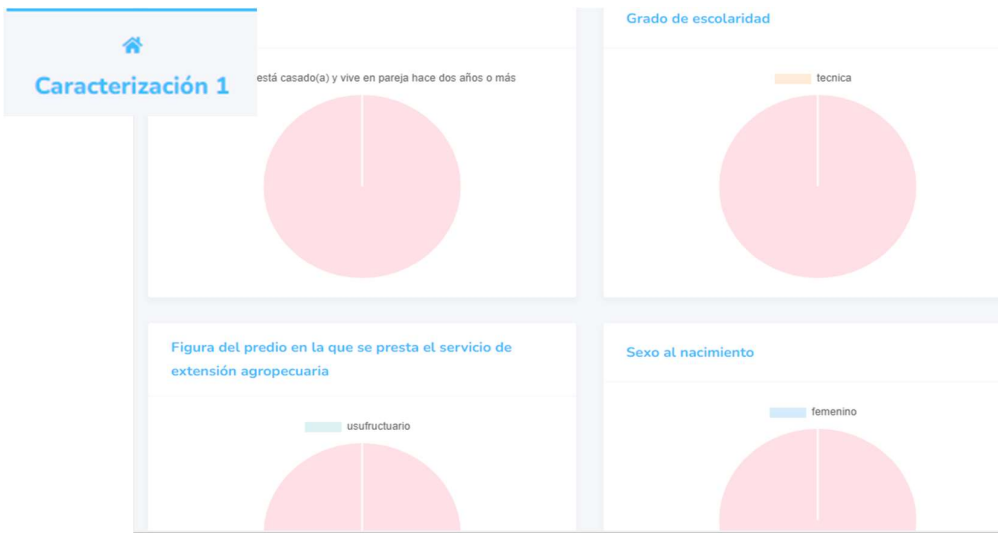 Caracterización 1
está casado(a) y vive en pareja hace dos años o más
Grado de escolaridad
tecnica
Figura del predio en la que se presta el servicio de
extensión agropecuaria
usufructuario
Sexo al nacimiento
femenino